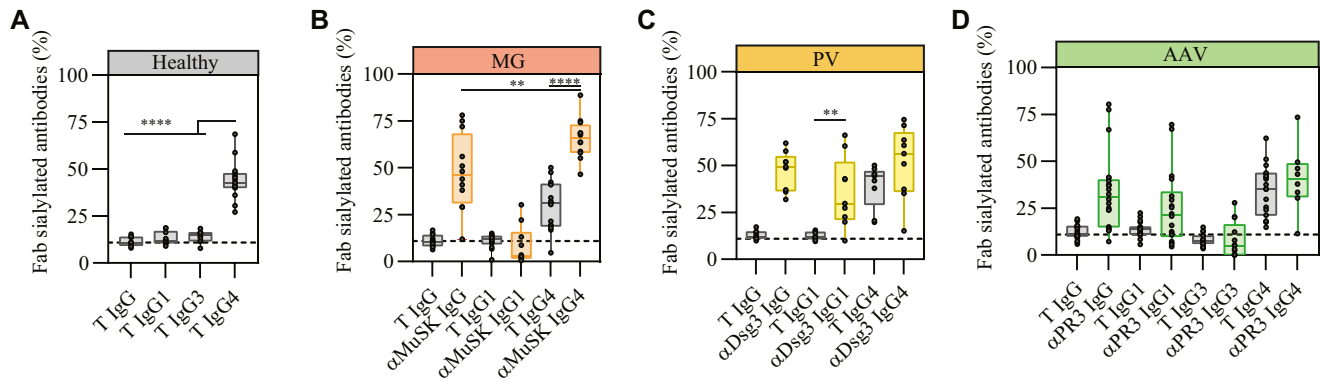 A
Healthy
Fab sialylated antibodies (%)
100
75
50
25
0
****
T IgG
T IgG1
T IgG3
T IgG4
B
MG
Fab sialylated antibodies (%)
100
75
50
25
0
**
****
T IgG
αMuSK IgG
T IgG1
αMuSK IgG1
T IgG4
αMuSK IgG4
C
PV
Fab sialylated antibodies (%)
100
75
50
25
0
**
T IgG
αDsg3 IgG
T IgG1
αDsg3 IgG1
T IgG4
αDsg3 IgG4
D
AAV
Fab sialylated antibodies (%)
100
75
50
25
0
T IgG
αPR3 IgG
T IgG1
αPR3 IgG1
T IgG3
αPR3 IgG3
T IgG4
αPR3 IgG4